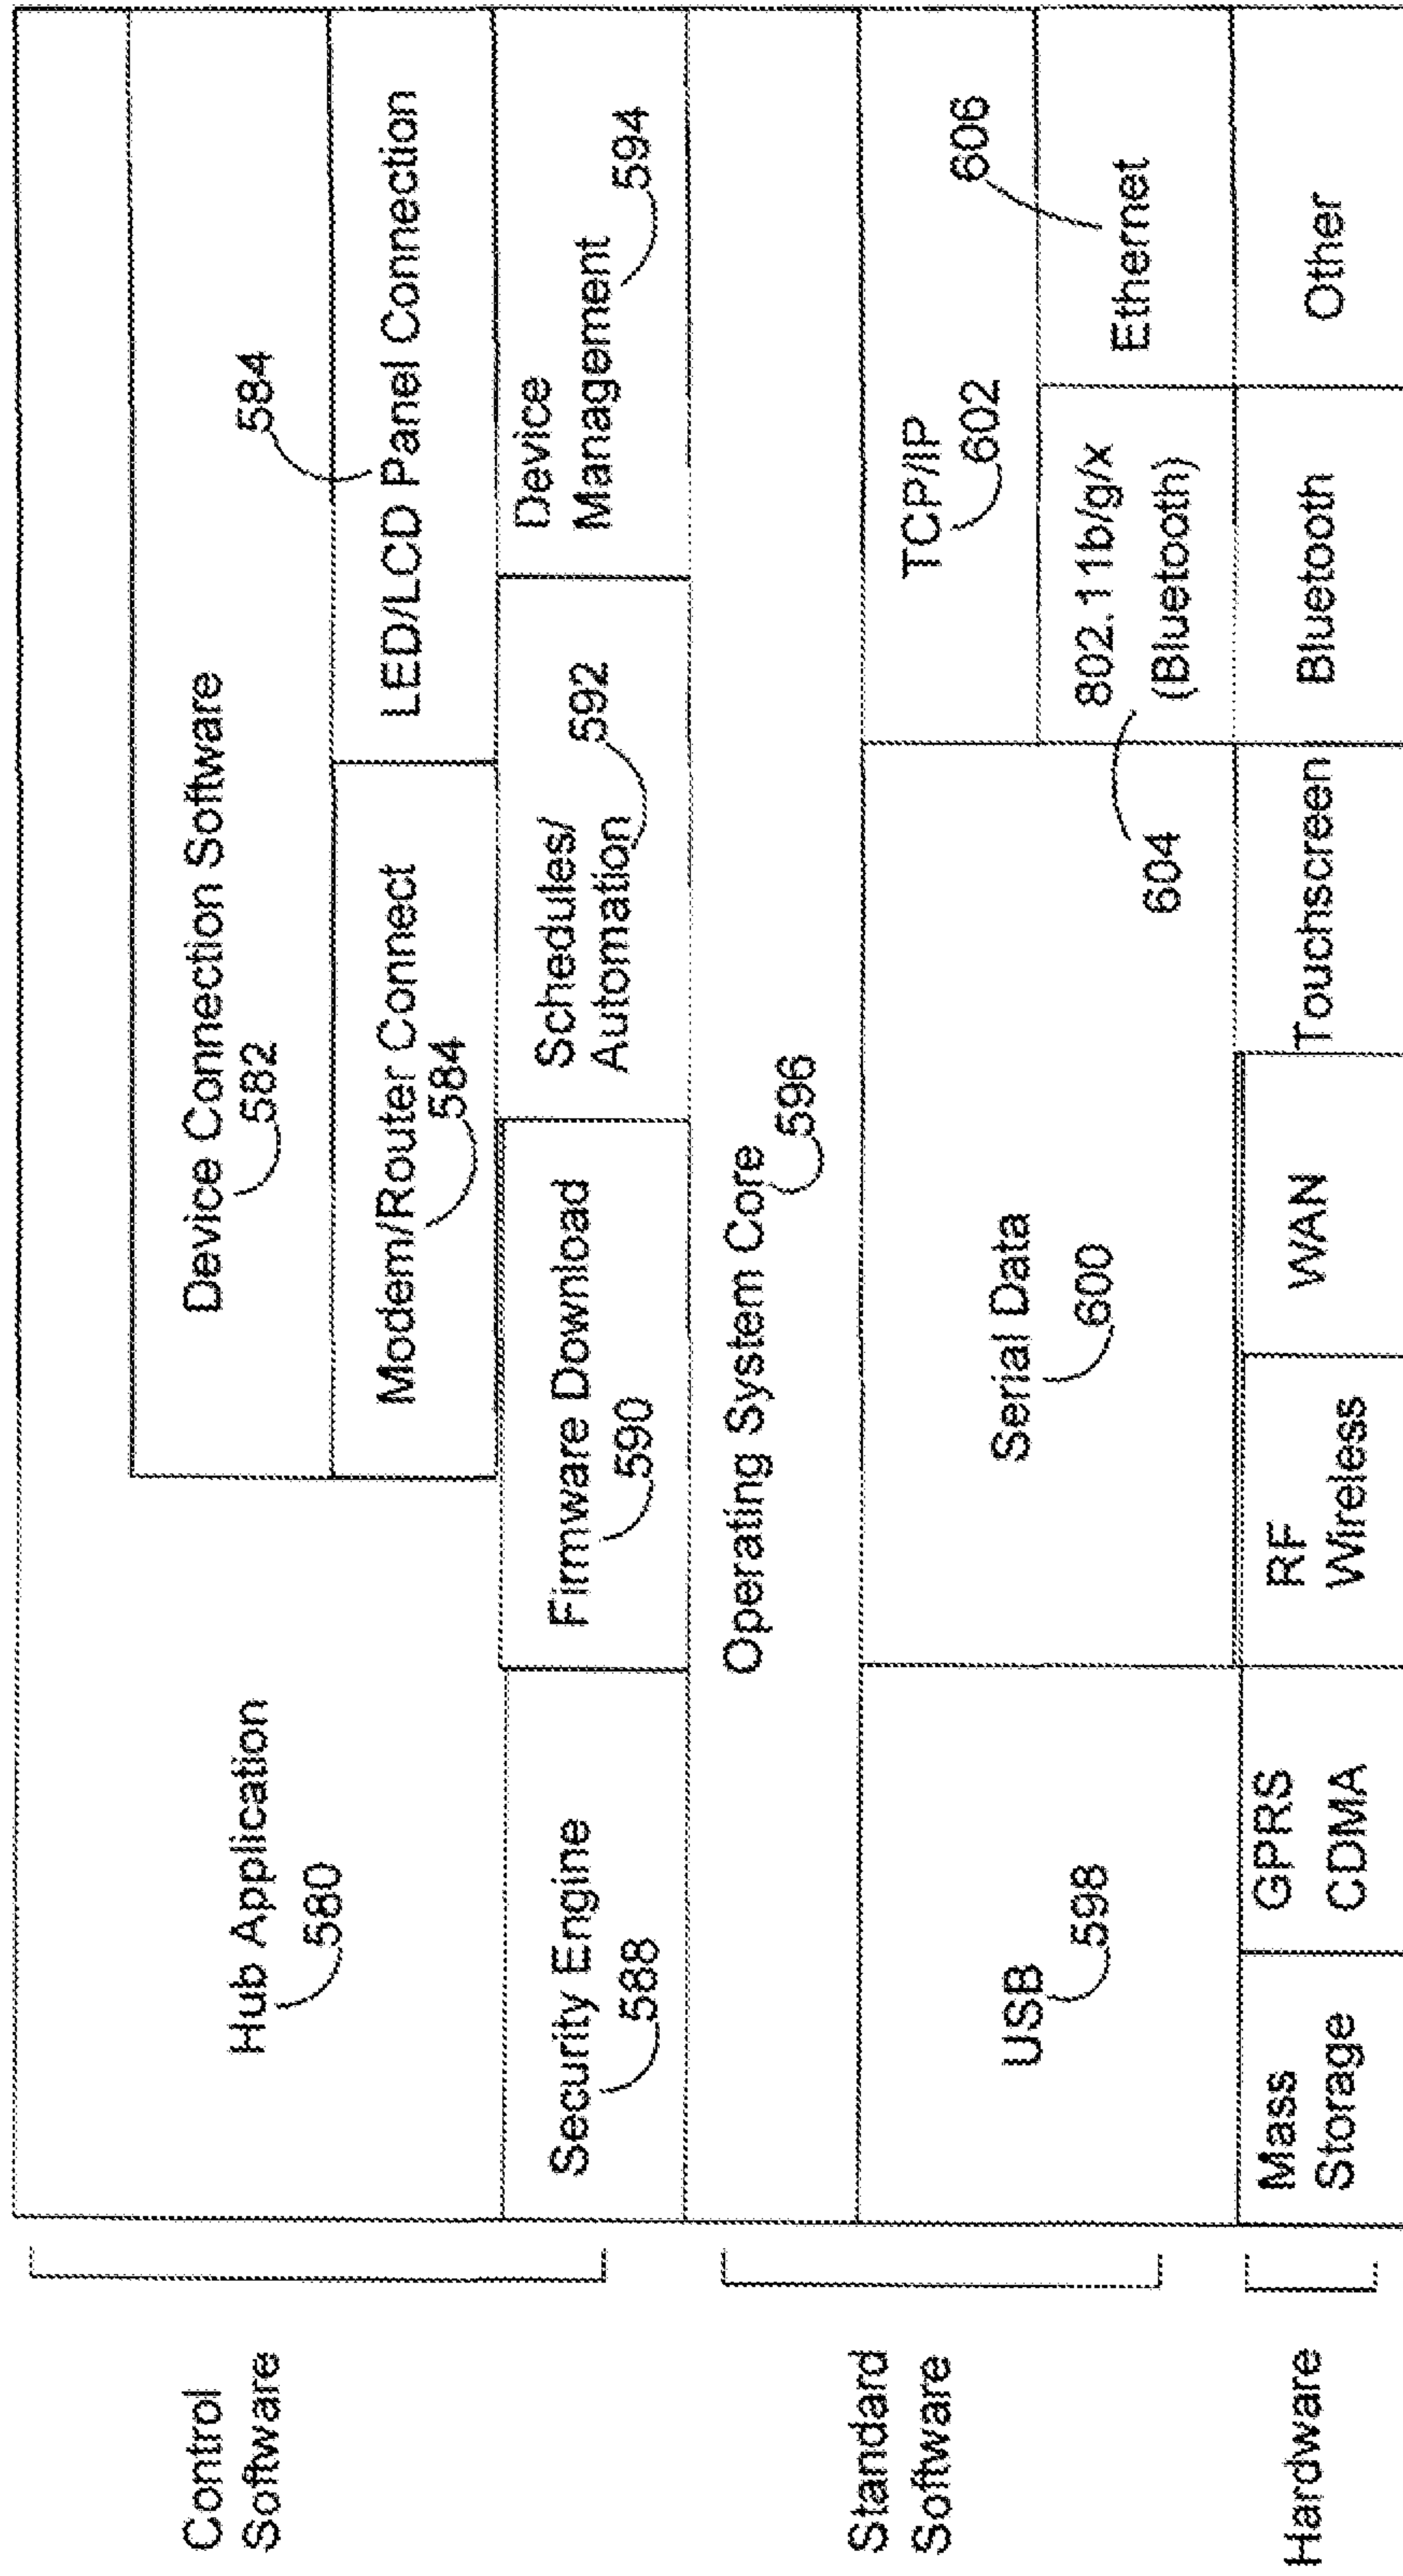 Control
Software
Hub Application
580
Device Connection Software
582
584
Modem/Router Connect
584
LED/LCD Panel Connection
Security Engine
588
Firmware Download
590
Schedules/
Automation
592
Device
Management
594
Standard
Software
Operating System Core
596
USB
598
Serial Data
600
TCP/IP
602
604
802.11b/g/x
(Bluetooth)
606
Ethernet
Hardware
Mass
Storage
GPRS
CDMA
RF
Wireless
WAN
Touchscreen
Bluetooth
Other